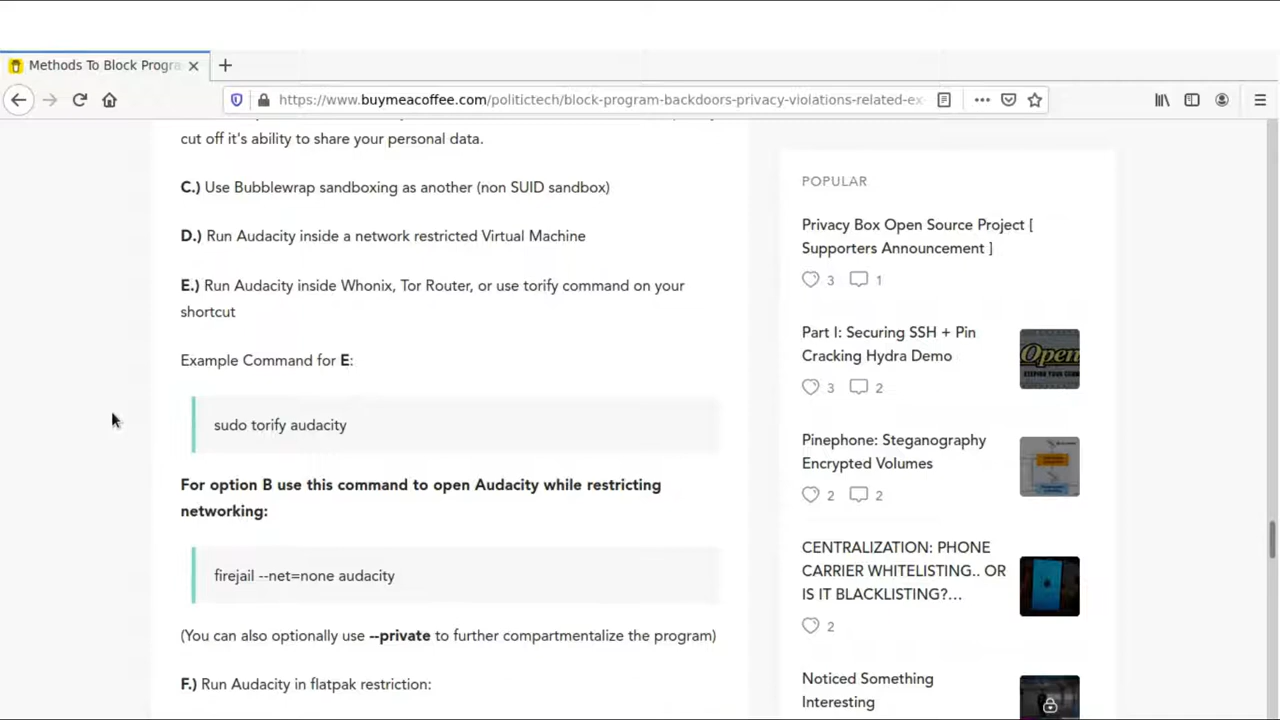 Methods To Block Progra
https://www.buymeacoffee.com/politictech/block-program-backdoors-privacy-violations-related-ex
cut off it's ability to share your personal data.
C.) Use Bubblewrap sandboxing as another (non SUID sandbox)
D.) Run Audacity inside a network restricted Virtual Machine
E.) Run Audacity inside Whonix, Tor Router, or use torify command on your
shortcut
Example Command for E:
sudo torify audacity
For option B use this command to open Audacity while restricting
networking:
firejail --net=none audacity
(You can also optionally use --private to further compartmentalize the program)
F.) Run Audacity in flatpak restriction:
POPULAR
Privacy Box Open Source Project [
Supporters Announcement ]
3 1
Part I: Securing SSH + Pin
Cracking Hydra Demo
Open
3 2
Pinephone: Steganography
Encrypted Volumes
2 2
CENTRALIZATION: PHONE
CARRIER WHITELISTING.. OR
IS IT BLACKLISTING?...
2
Noticed Something
Interesting